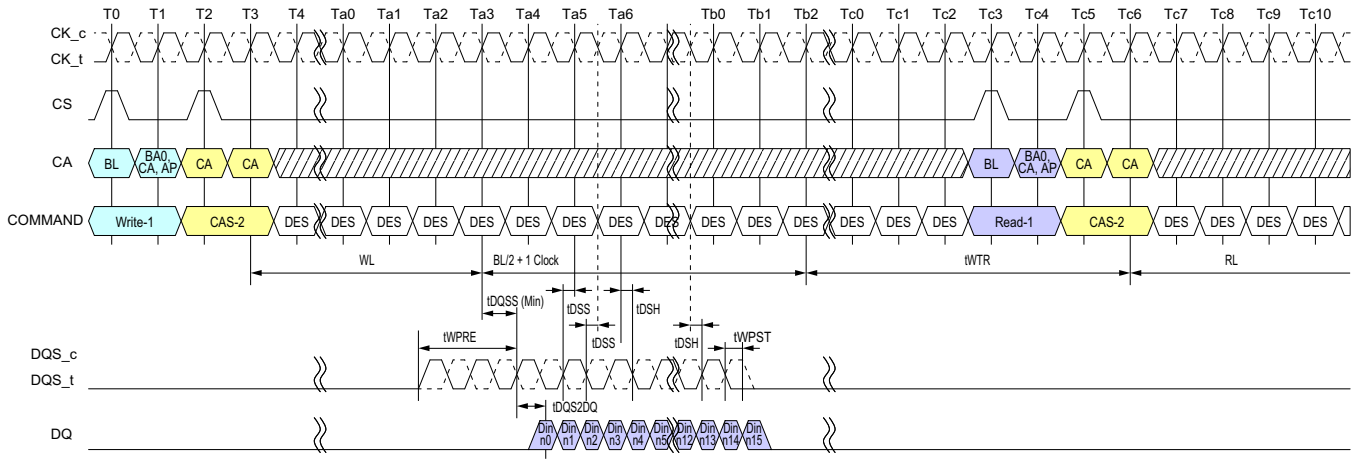 T0 T1 T2 T3 T4 Ta0 Ta1 Ta2 Ta3 Ta4 Ta5 Ta6 Tb0 Tb1 Tb2 Tc0 Tc1 Tc2 Tc3 Tc4 Tc5 Tc6 Tc7 Tc8 Tc9 Tc10
CK_c
CK_t
CS
CA BL BA0, CA, AP CA CA BL BA0, CA, AP CA CA
COMMAND Write-1 CAS-2 DES DES DES DES DES DES DES DES DES DES DES DES DES DES DES Read-1 CAS-2 DES DES DES DES
WL BL/2 + 1 Clock tWTR RL
tDQSS (Min) tDSS tDSH
tWPRE tDSS tDSH tWPST
DQS_c
DQS_t
tDQS2DQ
DQ Din n0 Din n1 Din n2 Din n3 Din n4 Din n5 Din n12 Din n13 Din n14 Din n15